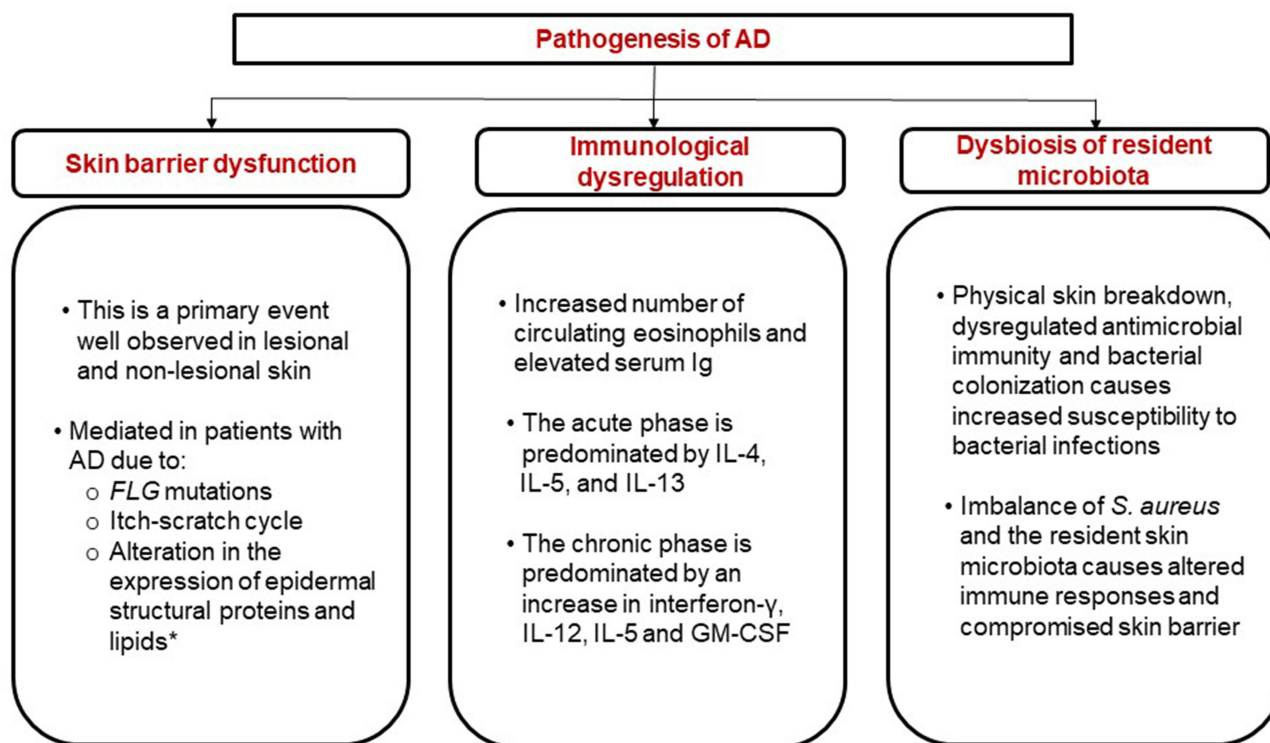 Pathogenesis of AD
Skin barrier dysfunction
• This is a primary event
well observed in lesional
and non-lesional skin
• Mediated in patients with
AD due to:
o FLG mutations
o Itch-scratch cycle
o Alteration in the
expression of epidermal
structural proteins and
lipids*
Immunological
dysregulation
• Increased number of
circulating eosinophils and
elevated serum Ig
• The acute phase is
predominated by IL-4,
IL-5, and IL-13
• The chronic phase is
predominated by an
increase in interferon-γ,
IL-12, IL-5 and GM-CSF
Dysbiosis of resident
microbiota
• Physical skin breakdown,
dysregulated antimicrobial
immunity and bacterial
colonization causes
increased susceptibility to
bacterial infections
• Imbalance of S. aureus
and the resident skin
microbiota causes altered
immune responses and
compromised skin barrier